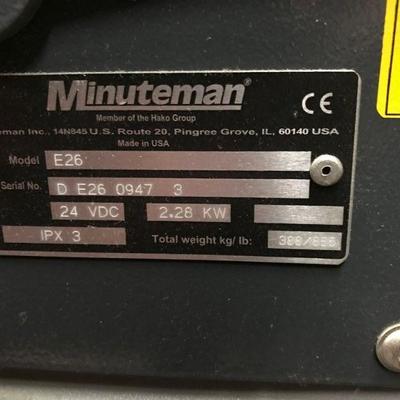 Minuteman
Member of the Hako Group
CE
eman Inc., 14N845 U.S. Route 20, Pingree Grove, IL, 60140 USA
Made in USA
Model E26
Serial No. D E26 0947 3
24 VDC 2.28 KW
IPX 3 Total weight kg/ lb: